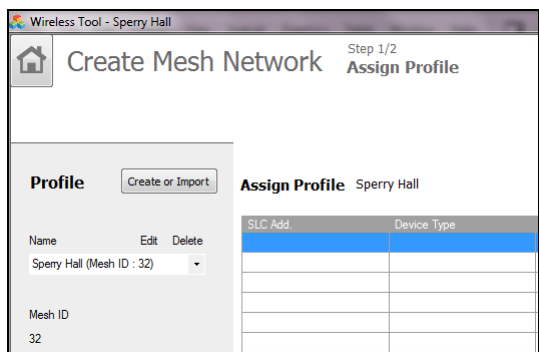 Wireless Tool - Sperry Hall
Create Mesh Network
Step 1/2
Assign Profile
Profile
Create or Import
Assign Profile Sperry Hall
SLC Add. Device Type
Name Edit Delete
Sperry Hall (Mesh ID : 32)
Mesh ID
32